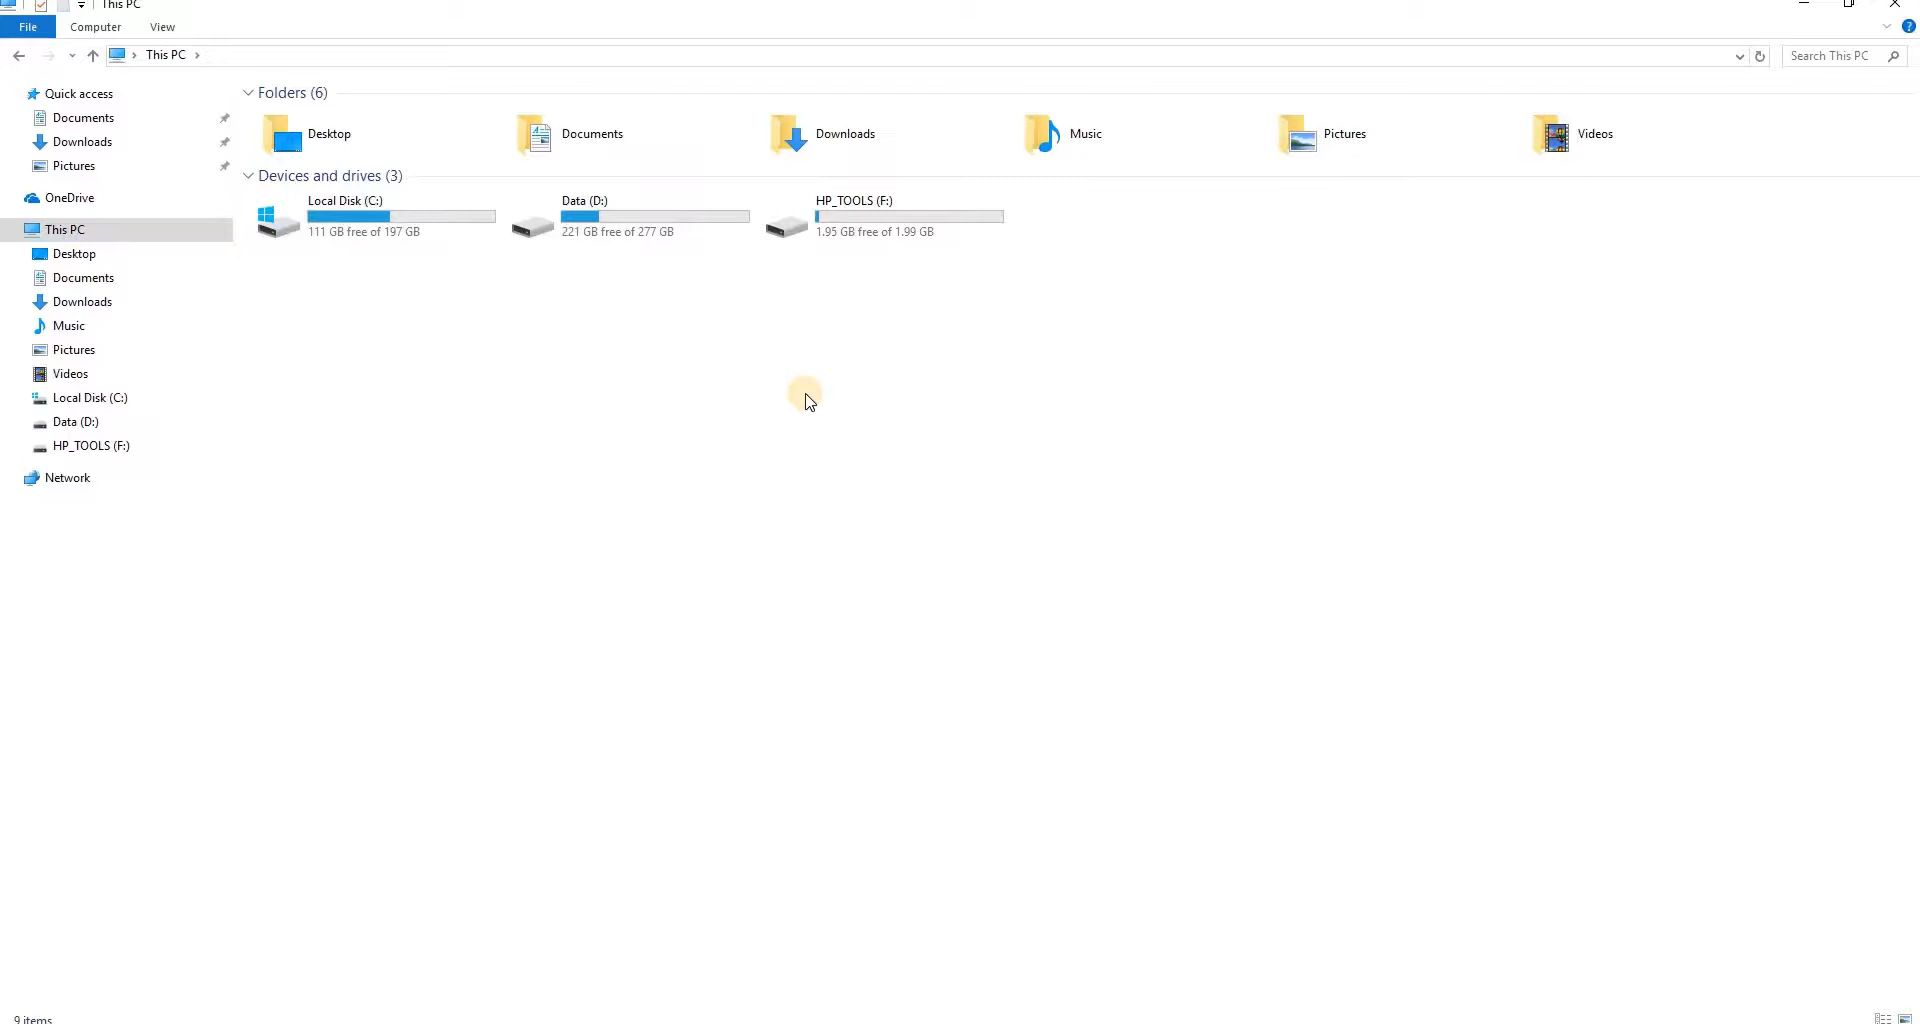 This PC
File Computer View
This PC
Search This PC
Quick access
Documents
Downloads
Pictures
OneDrive
This PC
Desktop
Documents
Downloads
Music
Pictures
Videos
Local Disk (C:)
Data (D:)
HP_TOOLS (F:)
Network
Folders (6)
Desktop Documents Downloads Music Pictures Videos
Devices and drives (3)
Local Disk (C:)
111 GB free of 197 GB
Data (D:)
221 GB free of 277 GB
HP_TOOLS (F:)
1.95 GB free of 1.99 GB
9 items